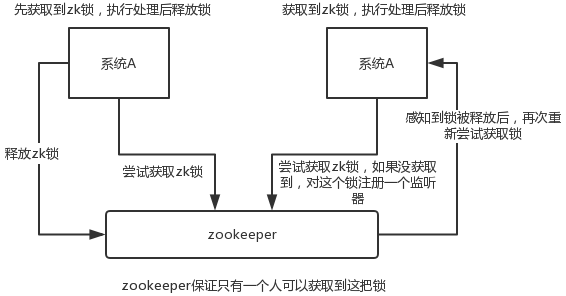 先获取到zk锁，执行处理后释放锁
获取到zk锁，执行处理后释放锁
系统A
系统A
感知到锁被释放后，再次重
新尝试获取锁
释放zk锁
尝试获取zk锁
尝试获取zk锁，如果没获取
到，对这个锁注册一个监听
器
zookeeper
zookeeper保证只有一个人可以获取到这把锁